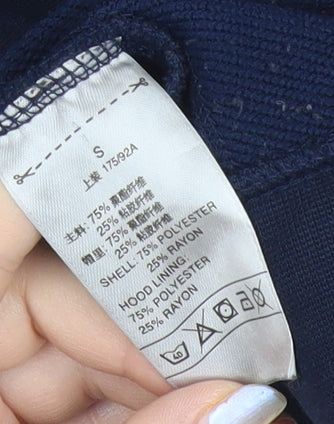 S
上装 175/92A
主料: 75% 聚酯纤维
25% 粘胶纤维
帽里: 75% 聚酯纤维
25% 粘胶纤维
SHELL: 75% POLYESTER
25% RAYON
HOOD LINING:
75% POLYESTER
25% RAYON
40